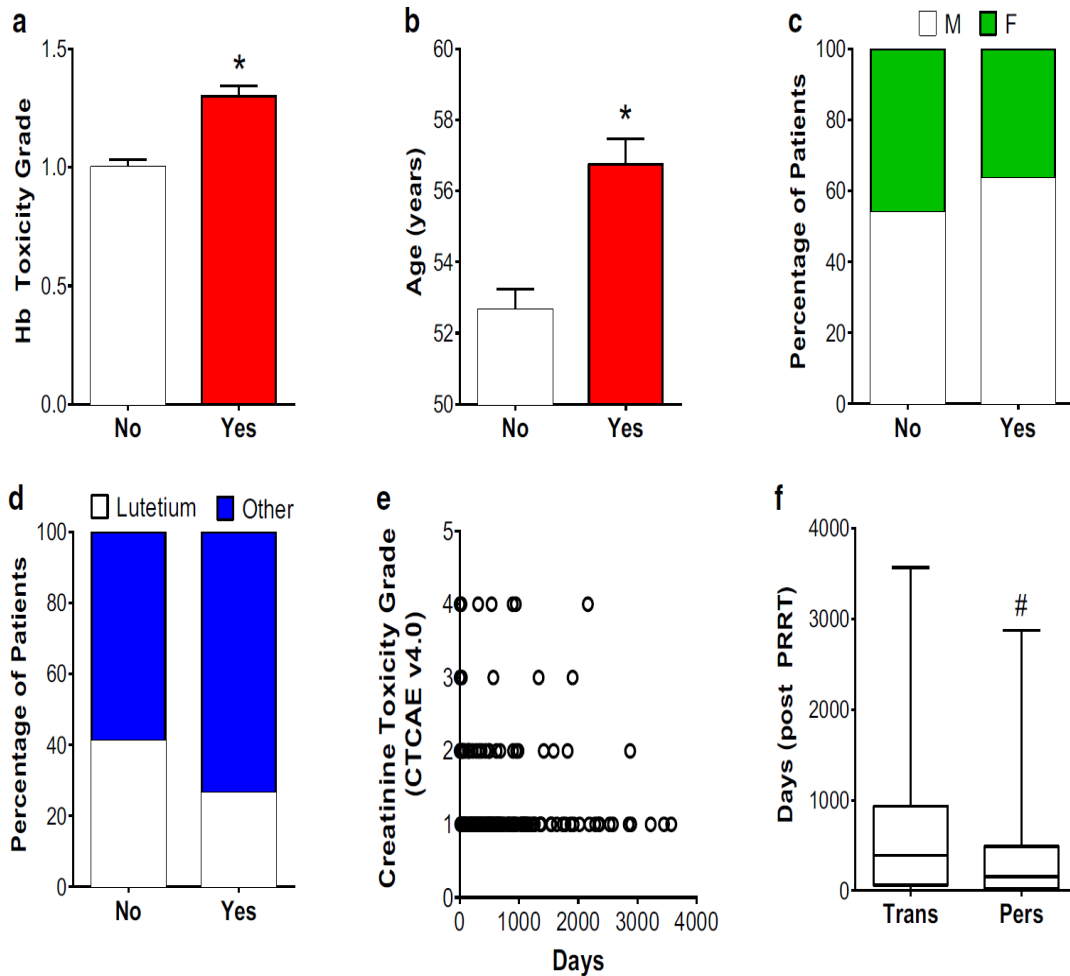 a
Hb Toxicity Grade
1.5
1.0
0.5
0.0
*
No Yes
b
Age (years)
60
58
56
54
52
50
*
No Yes
c
M F
Percentage of Patients
100
80
60
40
20
0
No Yes
d
Lutetium Other
Percentage of Patients
100
80
60
40
20
0
No Yes
e
Creatinine Toxicity Grade
(CTCAE v4.0)
5
4
3
2
1
0
0 1000 2000 3000 4000
Days
f
Days (post PRRT)
4000
3000
2000
1000
0
#
Trans Pers